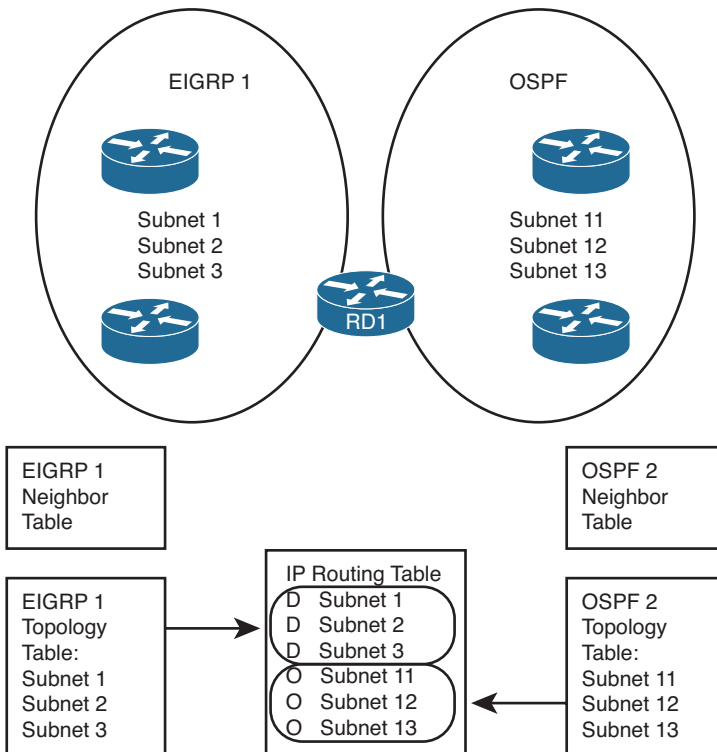 EIGRP 1
OSPF
Subnet 1
Subnet 2
Subnet 3
Subnet 11
Subnet 12
Subnet 13
RD1
EIGRP 1
Neighbor
Table
OSPF 2
Neighbor
Table
EIGRP 1
Topology
Table:
Subnet 1
Subnet 2
Subnet 3
IP Routing Table
D Subnet 1
D Subnet 2
D Subnet 3
O Subnet 11
O Subnet 12
O Subnet 13
OSPF 2
Topology
Table:
Subnet 11
Subnet 12
Subnet 13